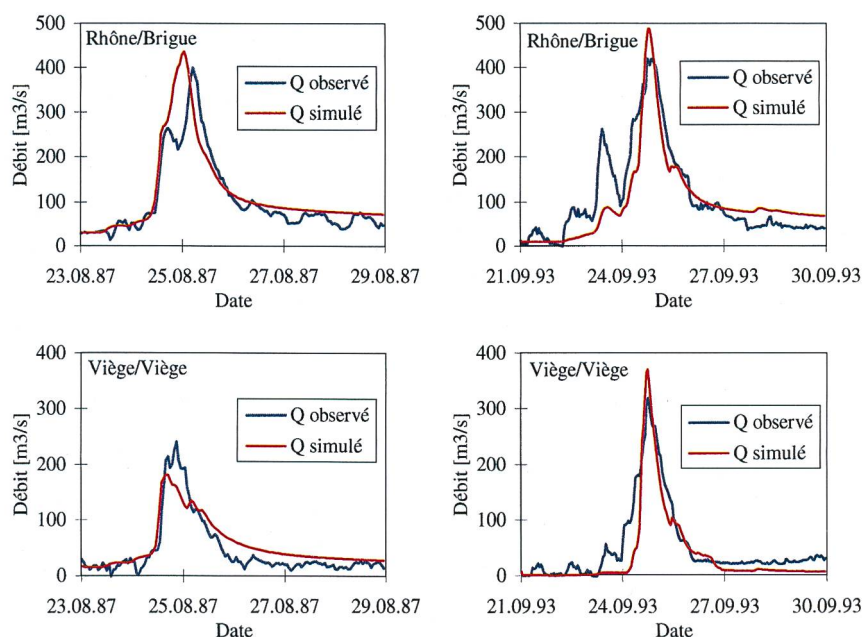 Rhône/Brigue
Q observé
Q simulé
Débit [m3/s]
500
400
300
200
100
0
23.08.87
25.08.87
27.08.87
29.08.87
Date
Rhône/Brigue
Q observé
Q simulé
Débit [m3/s]
500
400
300
200
100
0
21.09.93
24.09.93
27.09.93
30.09.93
Date
Viège/Viège
Q observé
Q simulé
Débit [m3/s]
400
300
200
100
0
23.08.87
25.08.87
27.08.87
29.08.87
Date
Viège/Viège
Q observé
Q simulé
Débit [m3/s]
400
300
200
100
0
21.09.93
24.09.93
27.09.93
30.09.93
Date